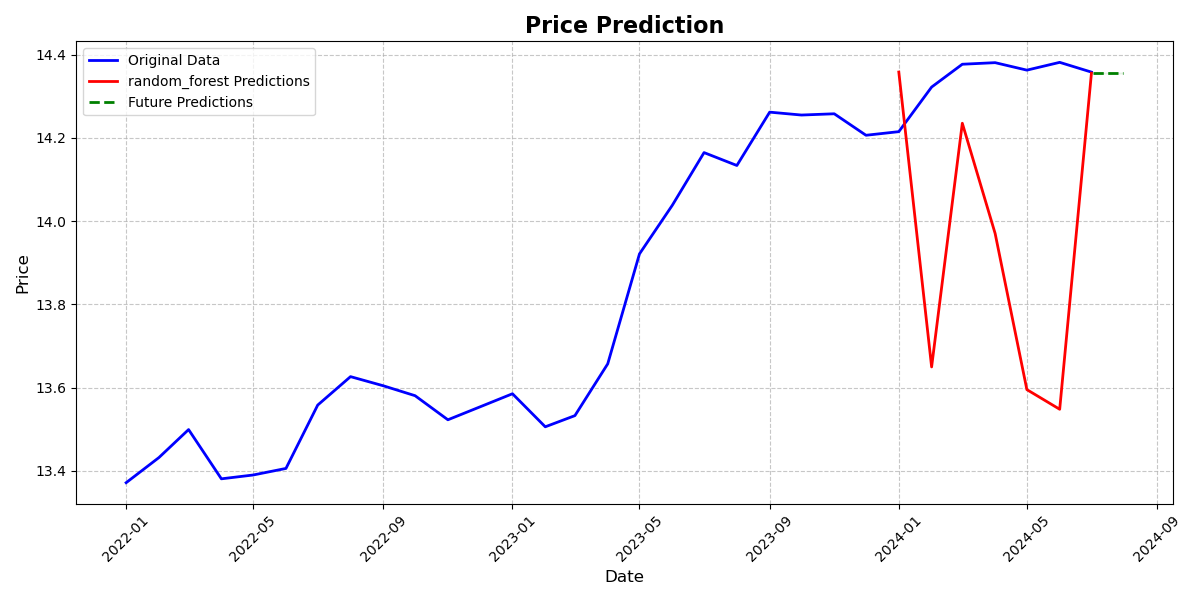 Price Prediction
Original Data
random_forest Predictions
Future Predictions
Price
14.4
14.2
14.0
13.8
13.6
13.4
2022-01
2022-05
2022-09
2023-01
2023-05
2023-09
2024-01
2024-05
2024-09
Date